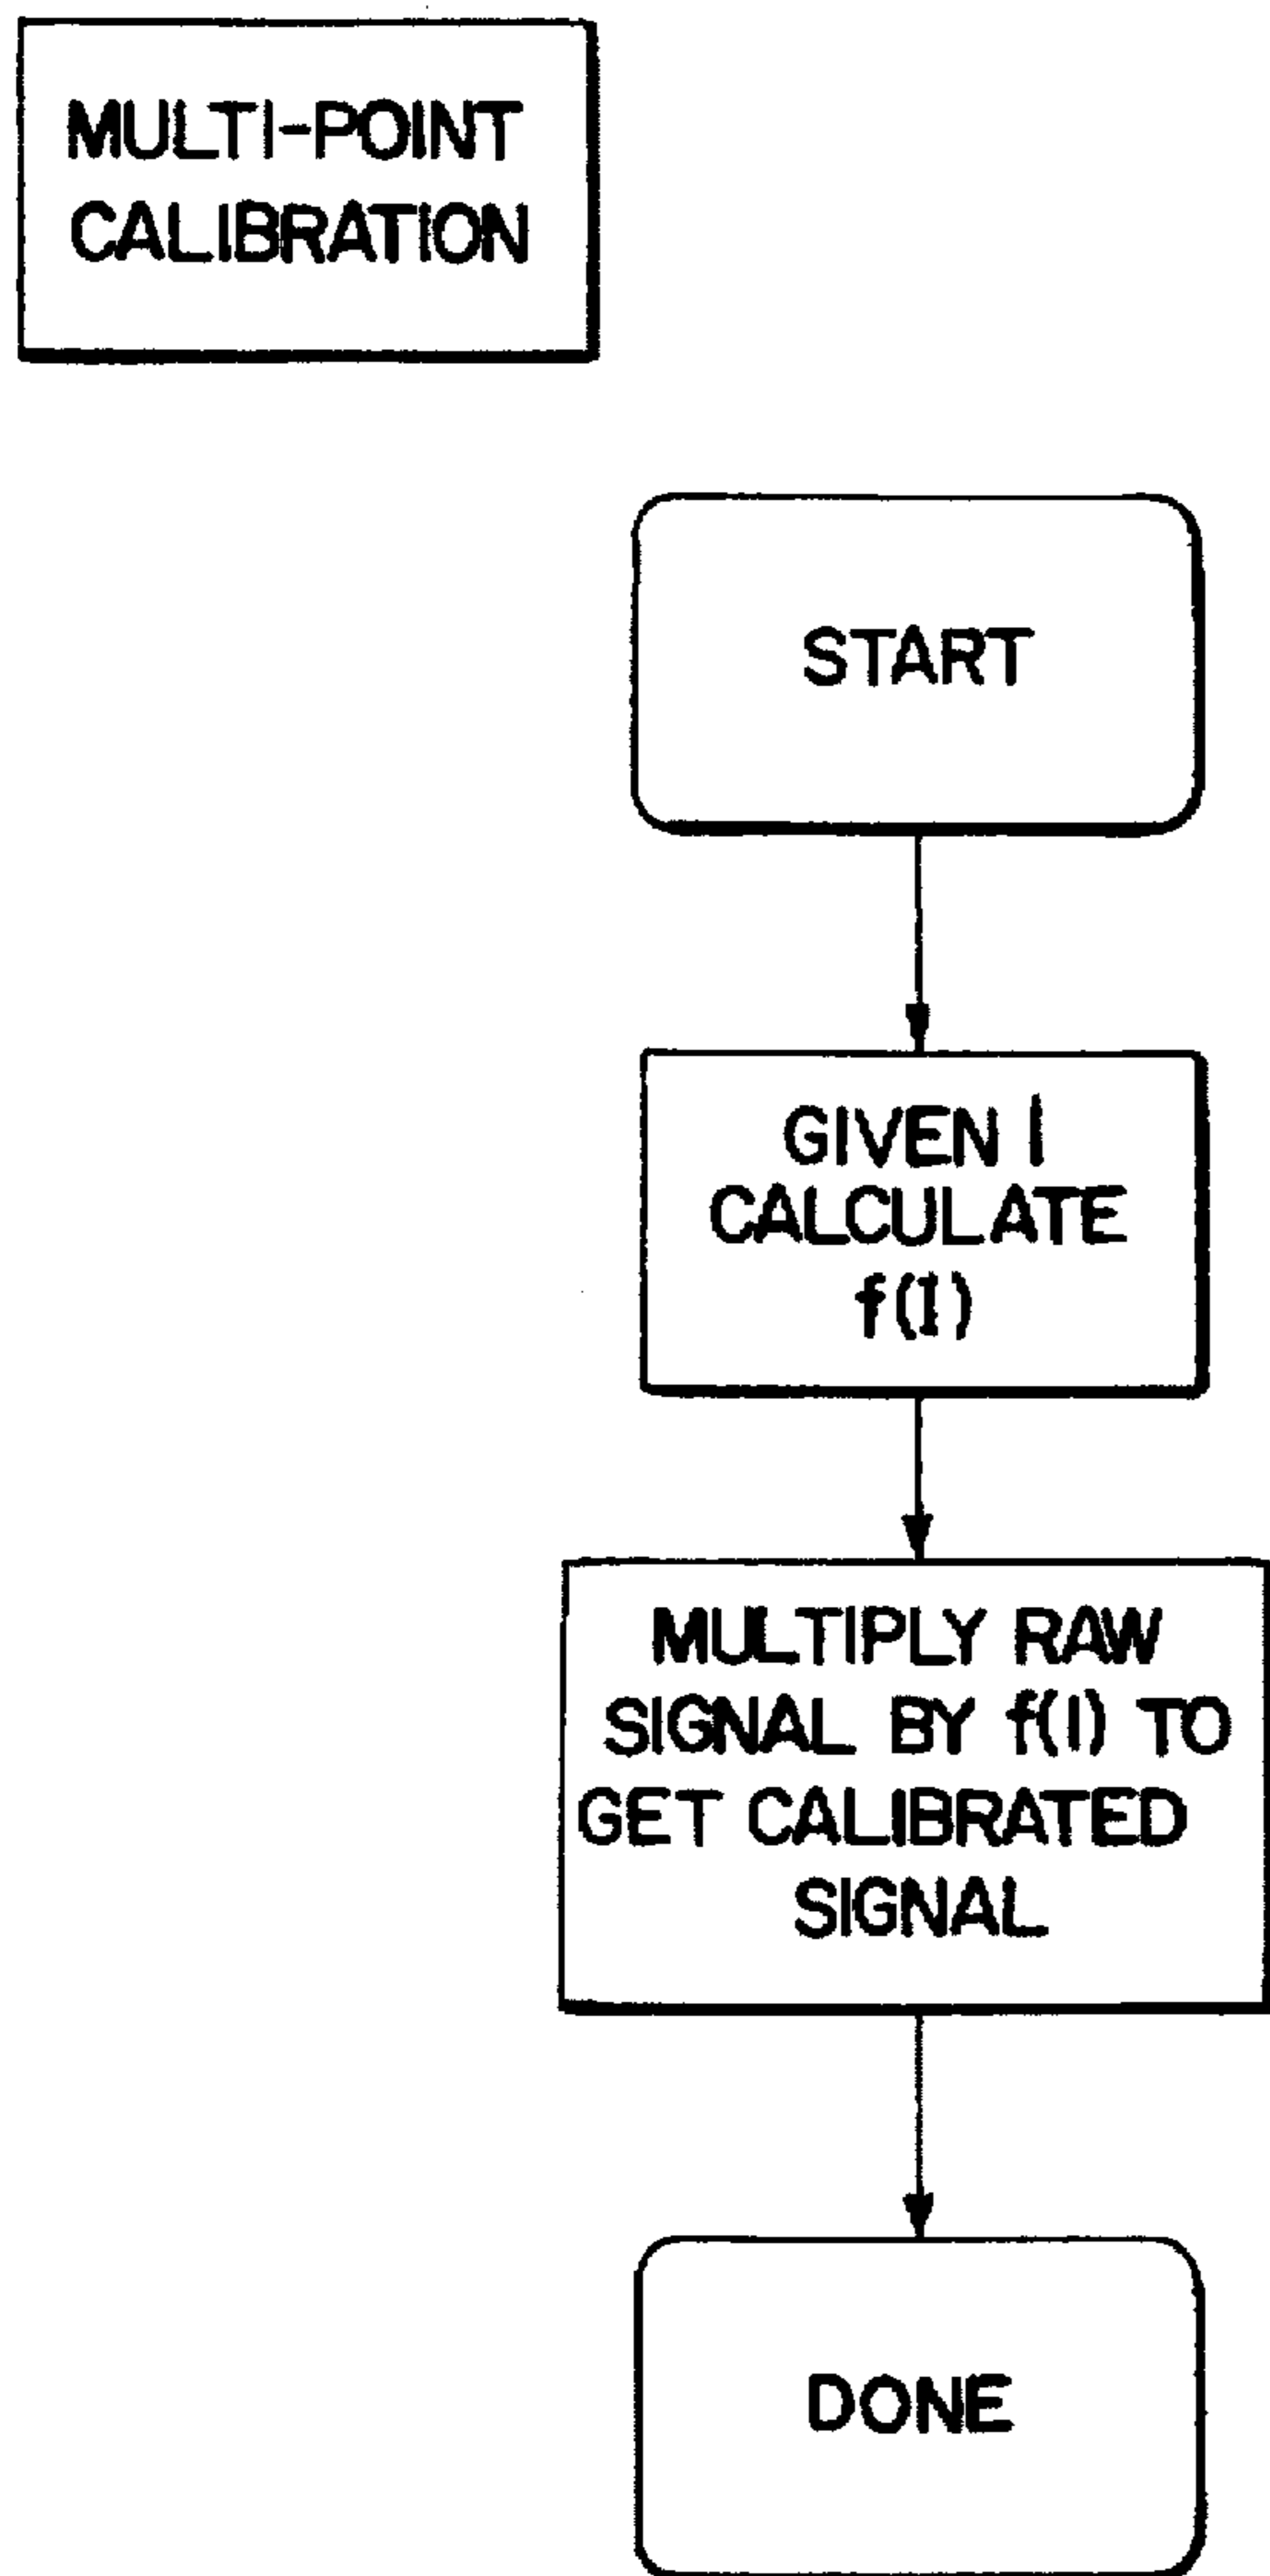 MULTI-POINT
CALIBRATION
START
GIVEN I
CALCULATE
f(I)
MULTIPLY RAW
SIGNAL BY f(I) TO
GET CALIBRATED
SIGNAL
DONE